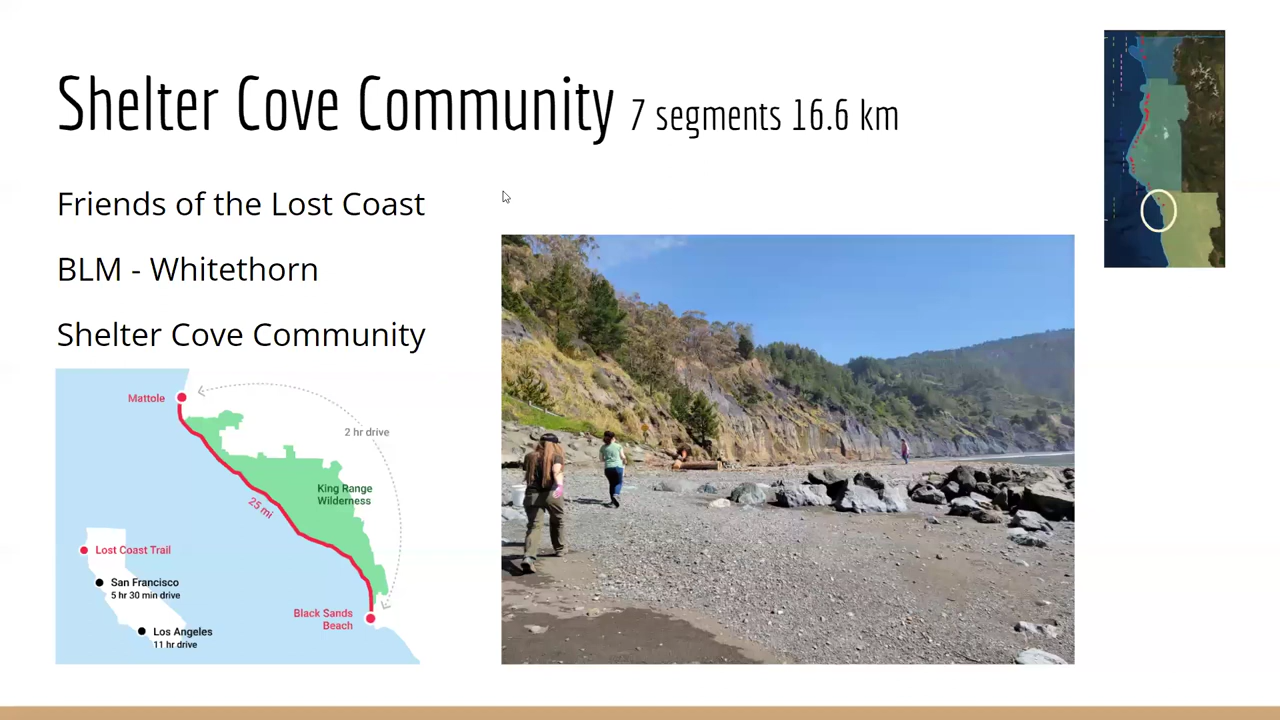 Shelter Cove Community 7 segments 16.6 km
Friends of the Lost Coast
BLM - Whitethorn
Shelter Cove Community
Mattole
2 hr drive
King Range
Wilderness
25 mi
Lost Coast Trail
San Francisco
5 hr 30 min drive
Black Sands
Beach
Los Angeles
11 hr drive